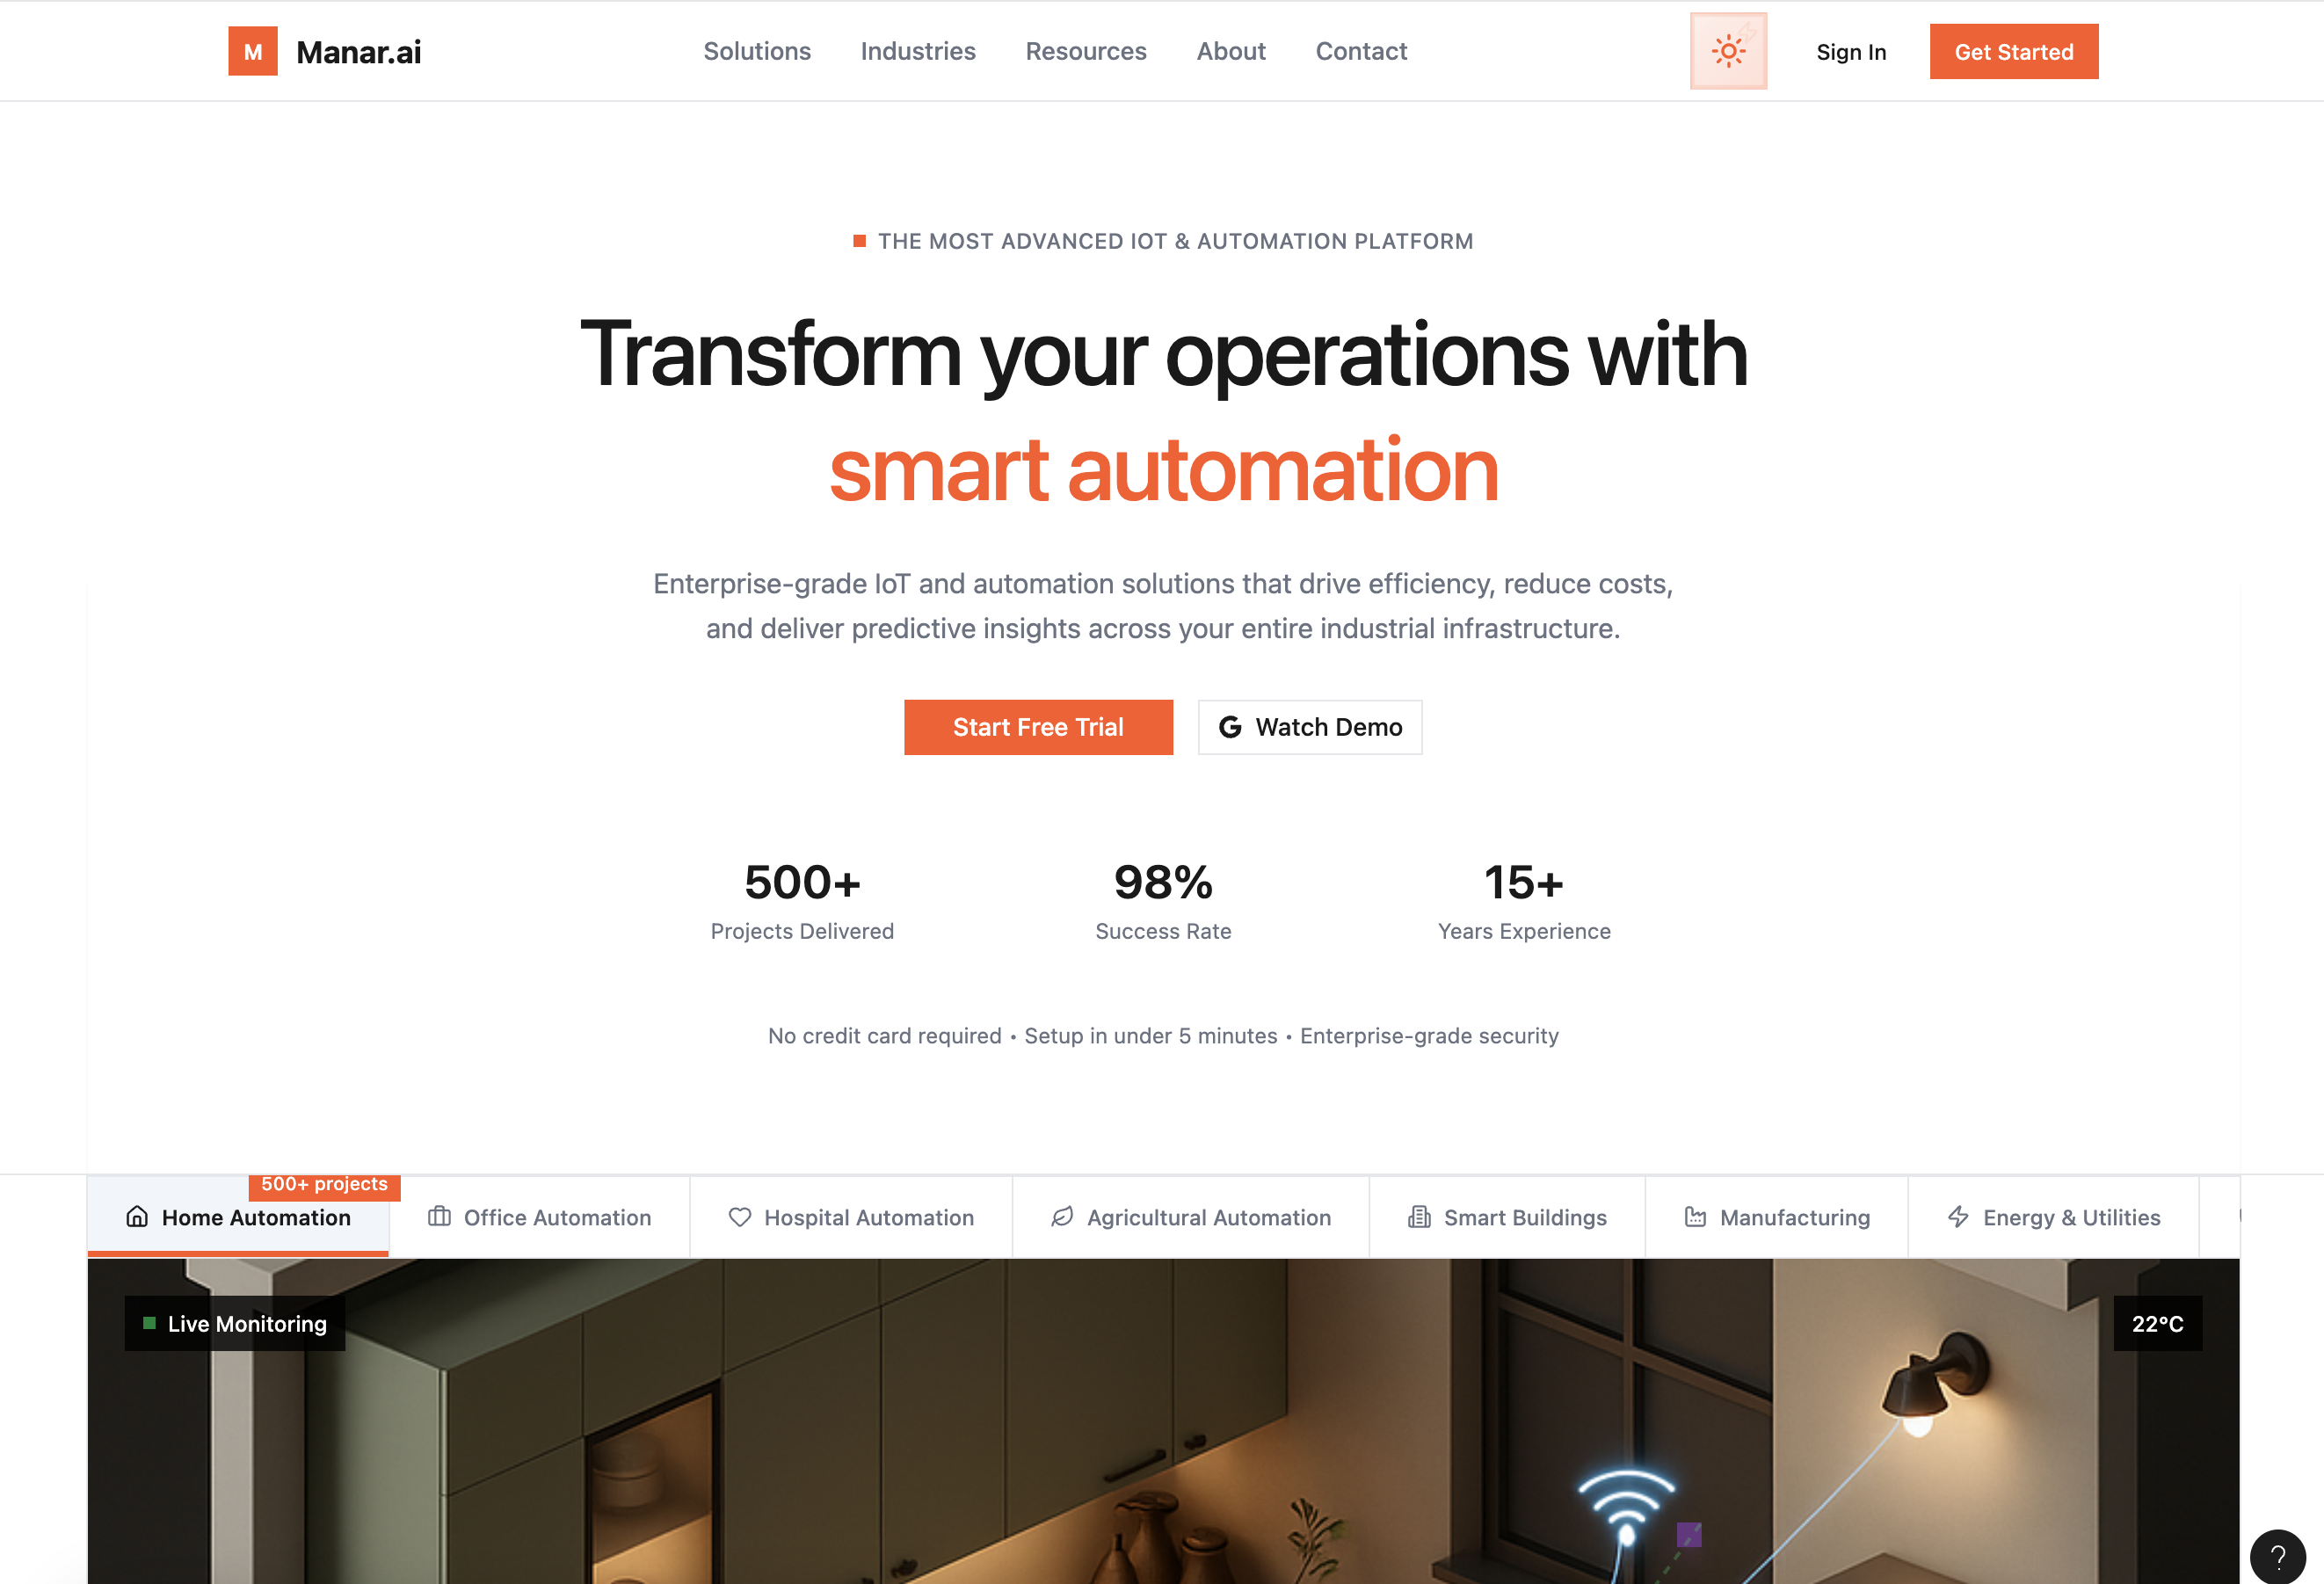 M Manar.ai
Solutions Industries Resources About Contact
Sign In
Get Started
THE MOST ADVANCED IOT & AUTOMATION PLATFORM
Transform your operations with
smart automation
Enterprise-grade IoT and automation solutions that drive efficiency, reduce costs,
and deliver predictive insights across your entire industrial infrastructure.
Start Free Trial
G Watch Demo
500+
Projects Delivered
98%
Success Rate
15+
Years Experience
No credit card required • Setup in under 5 minutes • Enterprise-grade security
500+ projects
Home Automation
Office Automation
Hospital Automation
Agricultural Automation
Smart Buildings
Manufacturing
Energy & Utilities
Live Monitoring
22°C
?